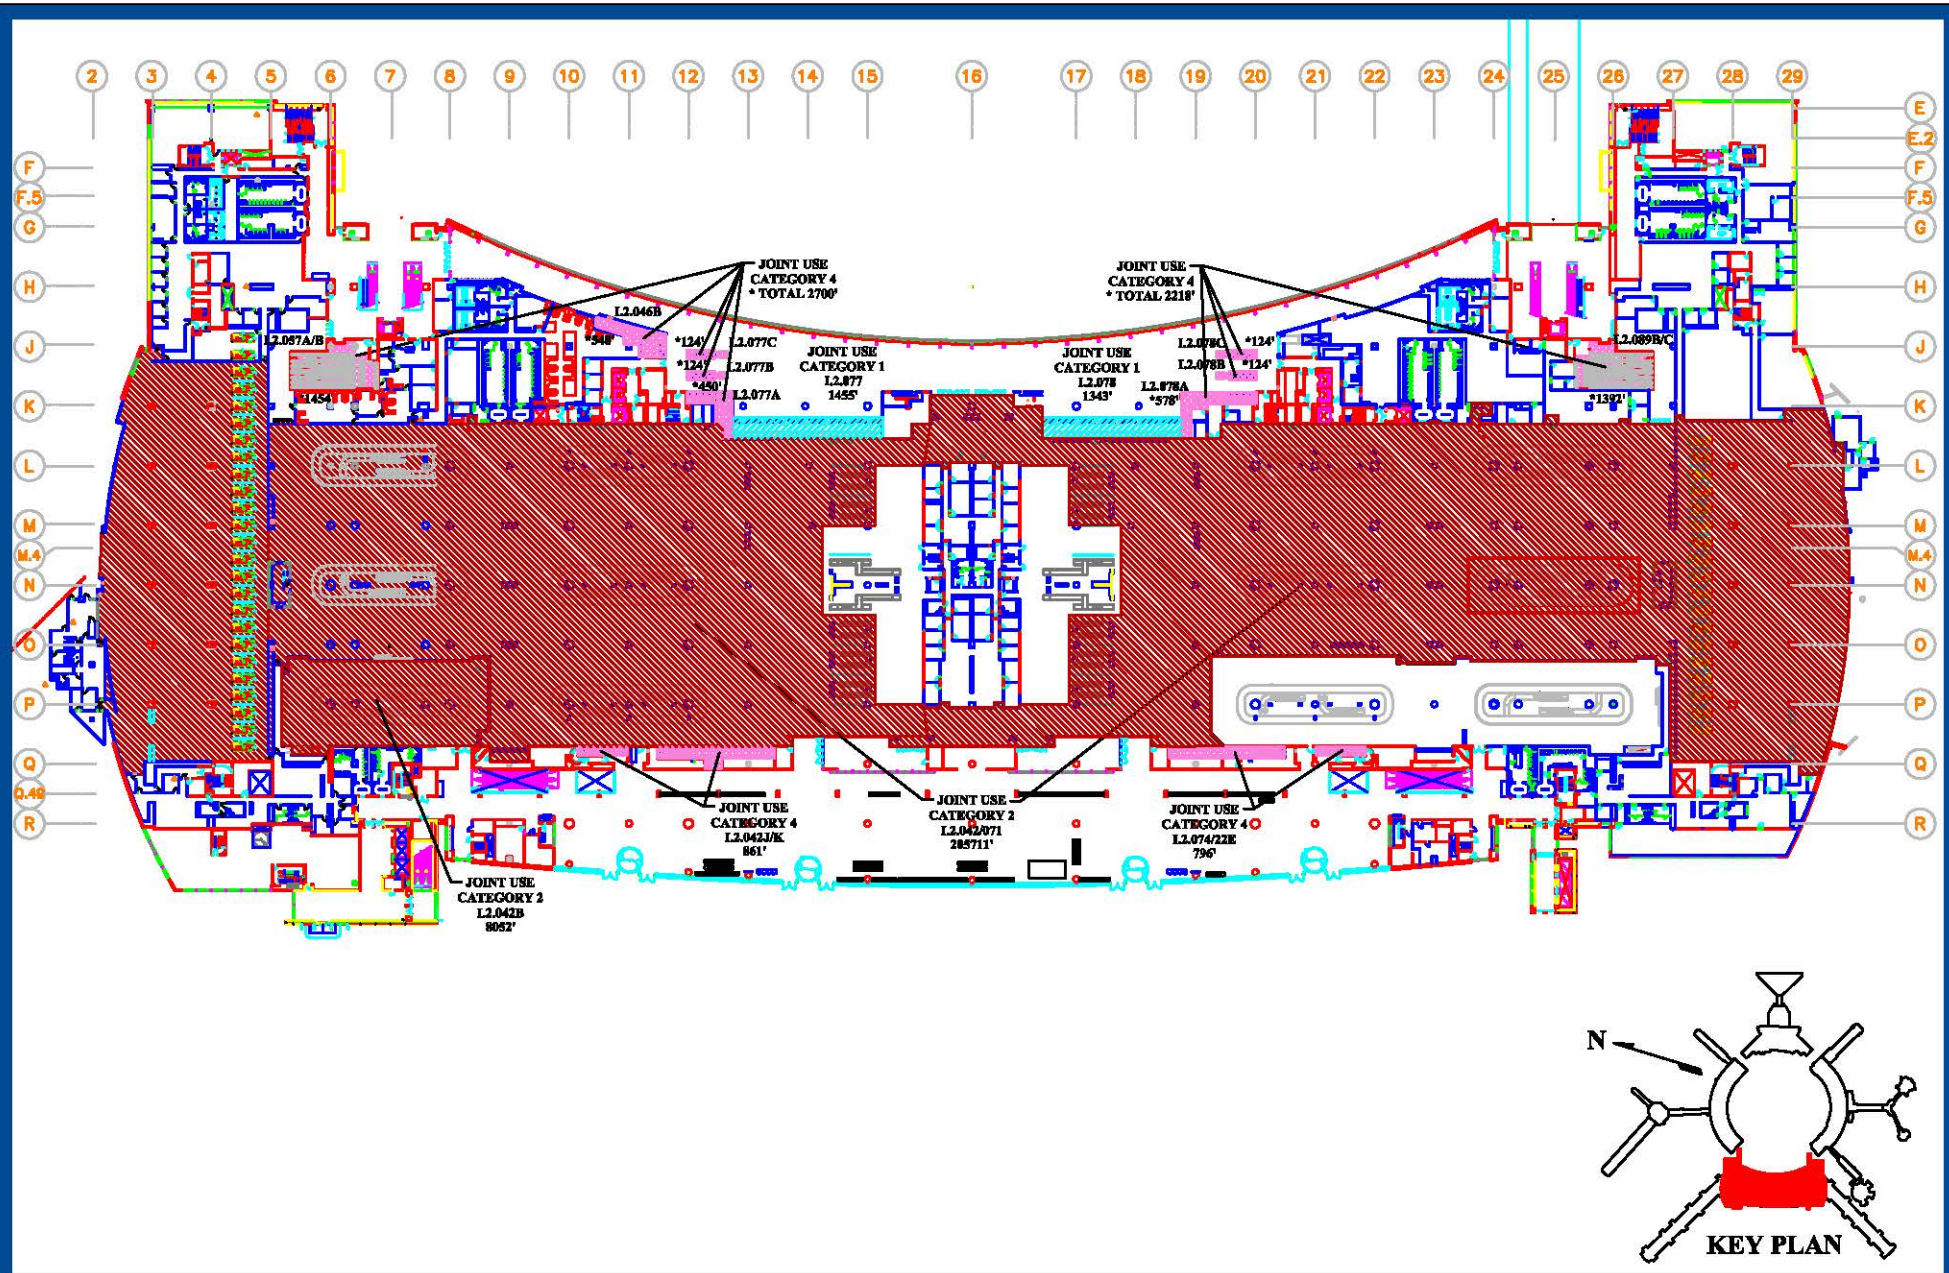 2 3 4 5 6 7 8 9 10 11 12 13 14 15 16 17 18 19 20 21 22 23 24 25 26 27 28 29
E
E.2
F F
F.5 F.5
G G
H H
J J
K K
L L
M M
M.4 M.4
N N
O O
P P
Q Q
Q.49
R R
JOINT USE
CATEGORY 4
* TOTAL 2700'
L2.046B
*548'
L2.057A/B
*1454'
*124'
L2.077C
*124'
L2.077B
*450'
L2.077A
JOINT USE
CATEGORY 1
L2.077
1455'
JOINT USE
CATEGORY 1
L2.078
1343'
JOINT USE
CATEGORY 4
* TOTAL 2218'
L2.078C
*124'
L2.078B
*124'
L2.078A
*578'
L2.089B/C
*1392'
JOINT USE
CATEGORY 4
L2.042J/K
861'
JOINT USE
CATEGORY 2
L2.042/071
205711'
JOINT USE
CATEGORY 4
L2.074/22E
796'
JOINT USE
CATEGORY 2
L2.042B
8052'
N
KEY PLAN